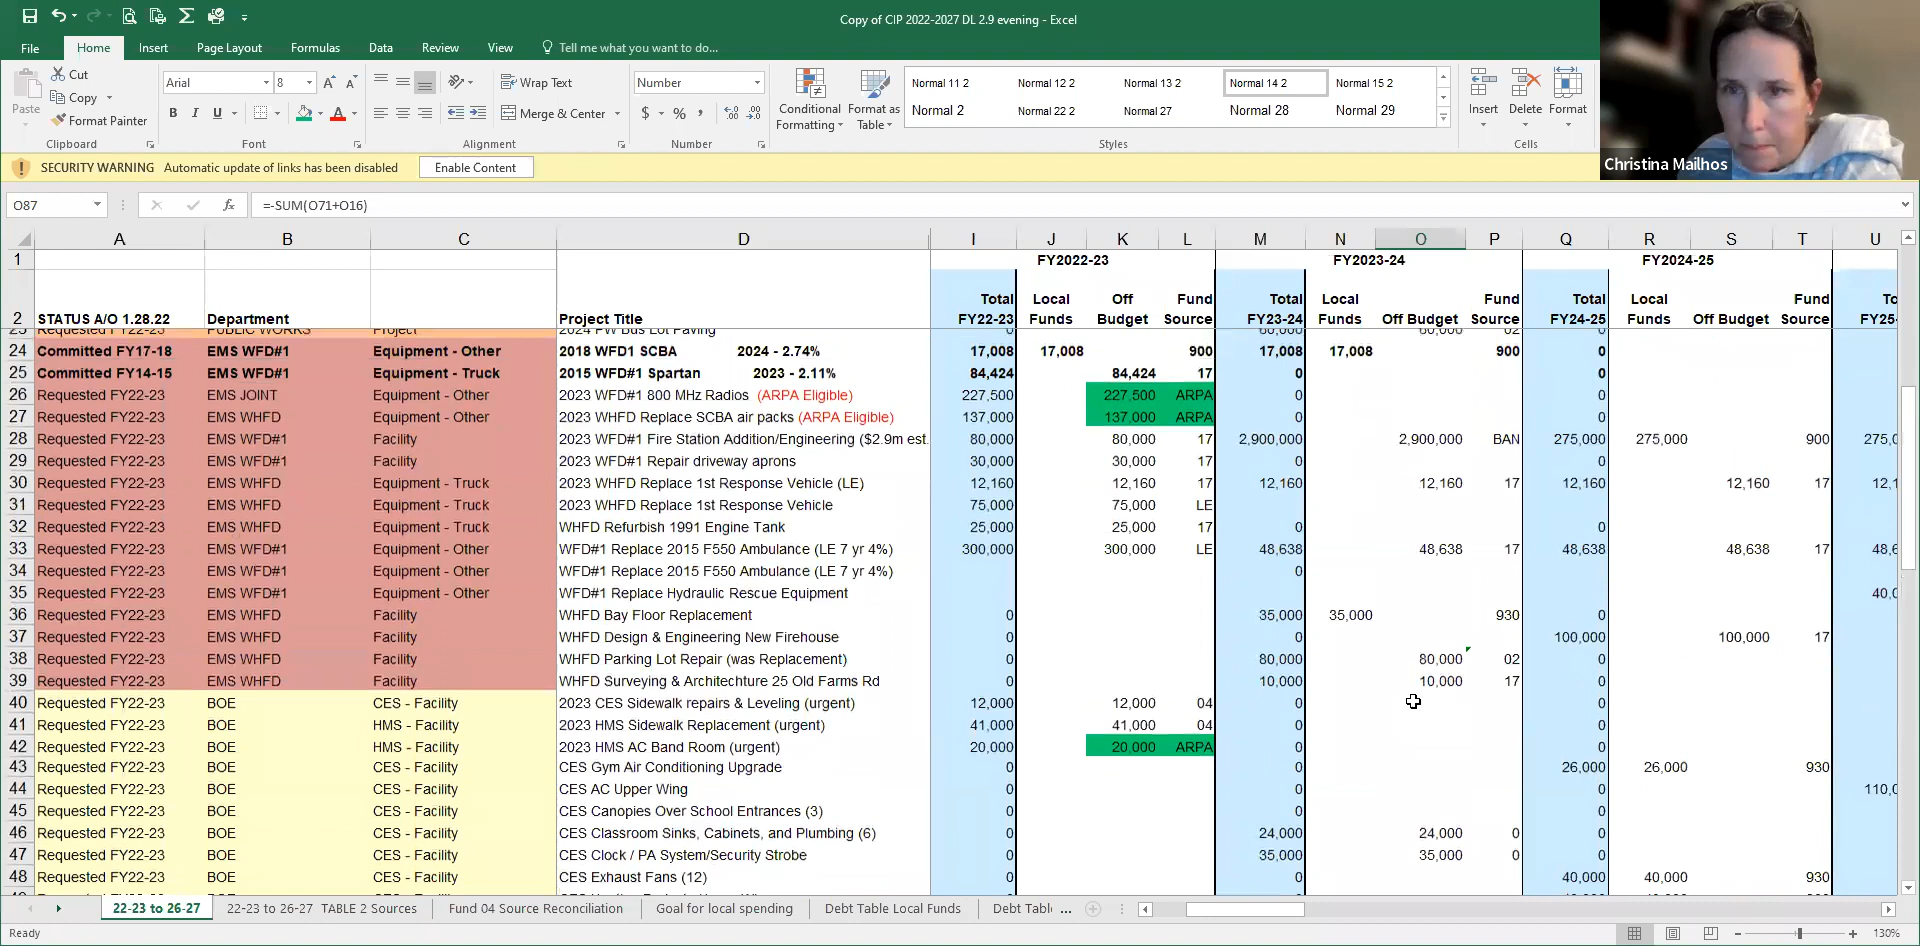 Copy of CIP 2022-2027 DL 2.9 evening - Excel
File Home Insert Page Layout Formulas Data Review View Tell me what you want to do...
Cut
Copy
Format Painter
Paste
Clipboard
Arial 8
B I U
Font
Wrap Text
Merge & Center
Alignment
Number
$ % ,
Number
Conditional Formatting
Format as Table
Normal 11 2 Normal 12 2 Normal 13 2 Normal 14 2 Normal 15 2
Normal 2 Normal 22 2 Normal 27 Normal 28 Normal 29
Styles
Insert Delete Format
Cells
Christina Mailhos
SECURITY WARNING Automatic update of links has been disabled Enable Content
O87 fx =-SUM(O71+O16)
A B C D I J K L M N O P Q R S T U
1 FY2022-23 FY2023-24 FY2024-25
Total Local Off Fund Total Local Fund Total Local Fund To
2 STATUS A/O 1.28.22 Department Project Title FY22-23 Funds Budget Source FY23-24 Funds Off Budget Source FY24-25 Funds Off Budget Source FY25-
23 Requested FY22-23 PUBLIC WORKS Project 2024 PW Bus Lot Paving 0 60,000 60,000 02 0
24 Committed FY17-18 EMS WFD#1 Equipment - Other 2018 WFD1 SCBA 2024 - 2.74% 17,008 17,008 900 17,008 17,008 900 0
25 Committed FY14-15 EMS WFD#1 Equipment - Truck 2015 WFD#1 Spartan 2023 - 2.11% 84,424 84,424 17 0 0
26 Requested FY22-23 EMS JOINT Equipment - Other 2023 WFD#1 800 MHz Radios (ARPA Eligible) 227,500 227,500 ARPA 0 0
27 Requested FY22-23 EMS WHFD Equipment - Other 2023 WHFD Replace SCBA air packs (ARPA Eligible) 137,000 137,000 ARPA 0 0
28 Requested FY22-23 EMS WFD#1 Facility 2023 WFD#1 Fire Station Addition/Engineering ($2.9m est. 80,000 80,000 17 2,900,000 2,900,000 BAN 275,000 275,000 900 275,0
29 Requested FY22-23 EMS WFD#1 Facility 2023 WFD#1 Repair driveway aprons 30,000 30,000 17 0 0
30 Requested FY22-23 EMS WHFD Equipment - Truck 2023 WHFD Replace 1st Response Vehicle (LE) 12,160 12,160 17 12,160 12,160 17 12,160 12,160 17 12,1
31 Requested FY22-23 EMS WHFD Equipment - Truck 2023 WHFD Replace 1st Response Vehicle 75,000 75,000 LE 0 0
32 Requested FY22-23 EMS WHFD Equipment - Truck WHFD Refurbish 1991 Engine Tank 25,000 25,000 17 0 0
33 Requested FY22-23 EMS WFD#1 Equipment - Other WFD#1 Replace 2015 F550 Ambulance (LE 7 yr 4%) 300,000 300,000 LE 48,638 48,638 17 48,638 48,638 17 48,6
34 Requested FY22-23 EMS WFD#1 Equipment - Other WFD#1 Replace 2015 F550 Ambulance (LE 7 yr 4%) 0
35 Requested FY22-23 EMS WFD#1 Equipment - Other WFD#1 Replace Hydraulic Rescue Equipment 40,0
36 Requested FY22-23 EMS WHFD Facility WHFD Bay Floor Replacement 0 35,000 35,000 930 0
37 Requested FY22-23 EMS WHFD Facility WHFD Design & Engineering New Firehouse 0 0 100,000 100,000 17
38 Requested FY22-23 EMS WHFD Facility WHFD Parking Lot Repair (was Replacement) 0 80,000 80,000 02 0
39 Requested FY22-23 EMS WHFD Facility WHFD Surveying & Architechture 25 Old Farms Rd 0 10,000 10,000 17 0
40 Requested FY22-23 BOE CES - Facility 2023 CES Sidewalk repairs & Leveling (urgent) 12,000 12,000 04 0 0
41 Requested FY22-23 BOE HMS - Facility 2023 HMS Sidewalk Replacement (urgent) 41,000 41,000 04 0 0
42 Requested FY22-23 BOE HMS - Facility 2023 HMS AC Band Room (urgent) 20,000 20,000 ARPA 0 0
43 Requested FY22-23 BOE CES - Facility CES Gym Air Conditioning Upgrade 0 0 26,000 26,000 930
44 Requested FY22-23 BOE CES - Facility CES AC Upper Wing 0 0 0 110,0
45 Requested FY22-23 BOE CES - Facility CES Canopies Over School Entrances (3) 0 0 0
46 Requested FY22-23 BOE CES - Facility CES Classroom Sinks, Cabinets, and Plumbing (6) 0 24,000 24,000 0 0
47 Requested FY22-23 BOE CES - Facility CES Clock / PA System/Security Strobe 0 35,000 35,000 0 0
48 Requested FY22-23 BOE CES - Facility CES Exhaust Fans (12) 0 0 40,000 40,000 930
22-23 to 26-27 22-23 to 26-27 TABLE 2 Sources Fund 04 Source Reconciliation Goal for local spending Debt Table Local Funds Debt Tabl ...
Ready 130%